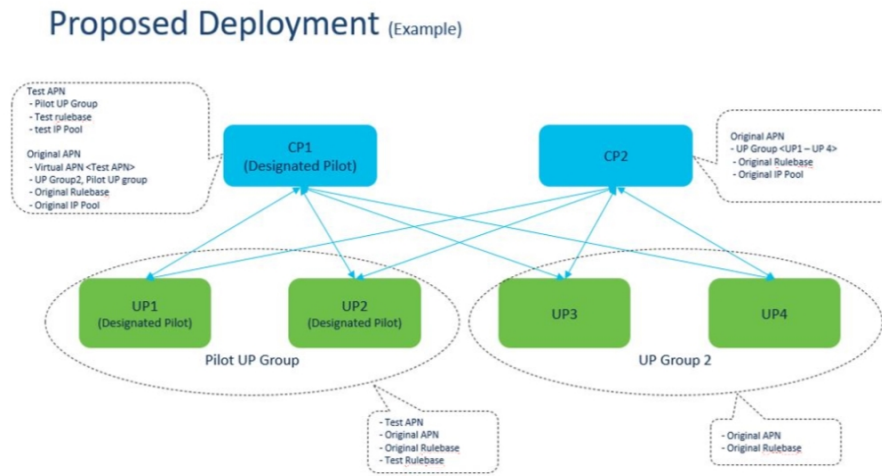 Proposed Deployment (Example)
Test APN
- Pilot UP Group
- Test rulebase
- test IP Pool
Original APN
- Virtual APN <Test APN>
- UP Group2, Pilot UP group
- Original Rulebase
- Original IP Pool
CP1
(Designated Pilot)
CP2
Original APN
- UP Group <UP1 – UP 4>
- Original Rulebase
- Original IP Pool
UP1
(Designated Pilot)
UP2
(Designated Pilot)
UP3
UP4
Pilot UP Group
UP Group 2
- Test APN
- Original APN
- Original Rulebase
- Test Rulebase
- Original APN
- Original Rulebase